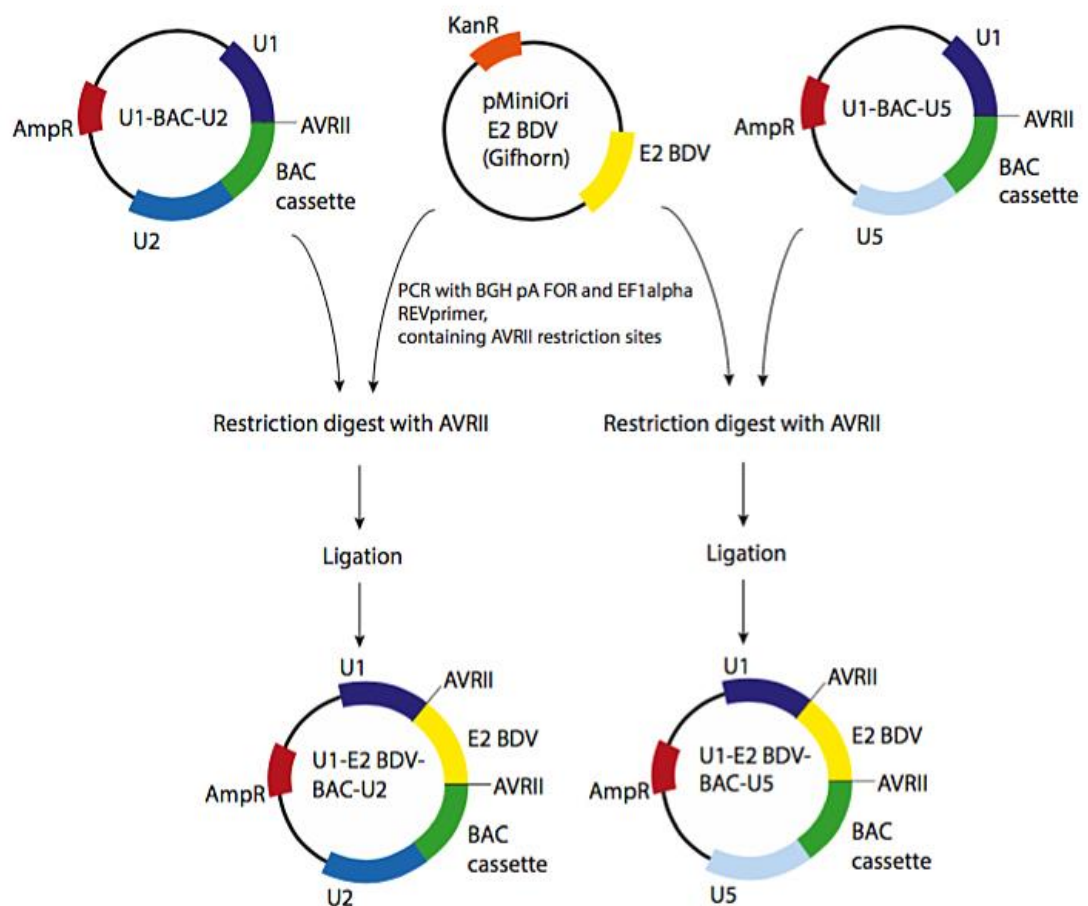 U1
AmpR
U1-BAC-U2
AVRII
BAC
cassette
U2
KanR
pMiniOri
E2 BDV
(Gifhorn)
E2 BDV
U1
AmpR
U1-BAC-U5
AVRII
BAC
cassette
U5
PCR with BGH pA FOR and EF1alpha
REVprimer,
containing AVRII restriction sites
Restriction digest with AVRII
Restriction digest with AVRII
Ligation
Ligation
U1
AVRII
E2 BDV
U1-E2 BDV-
BAC-U2
AmpR
AVRII
BAC
cassette
U2
U1
AVRII
E2 BDV
U1-E2 BDV-
BAC-U5
AmpR
AVRII
BAC
cassette
U5